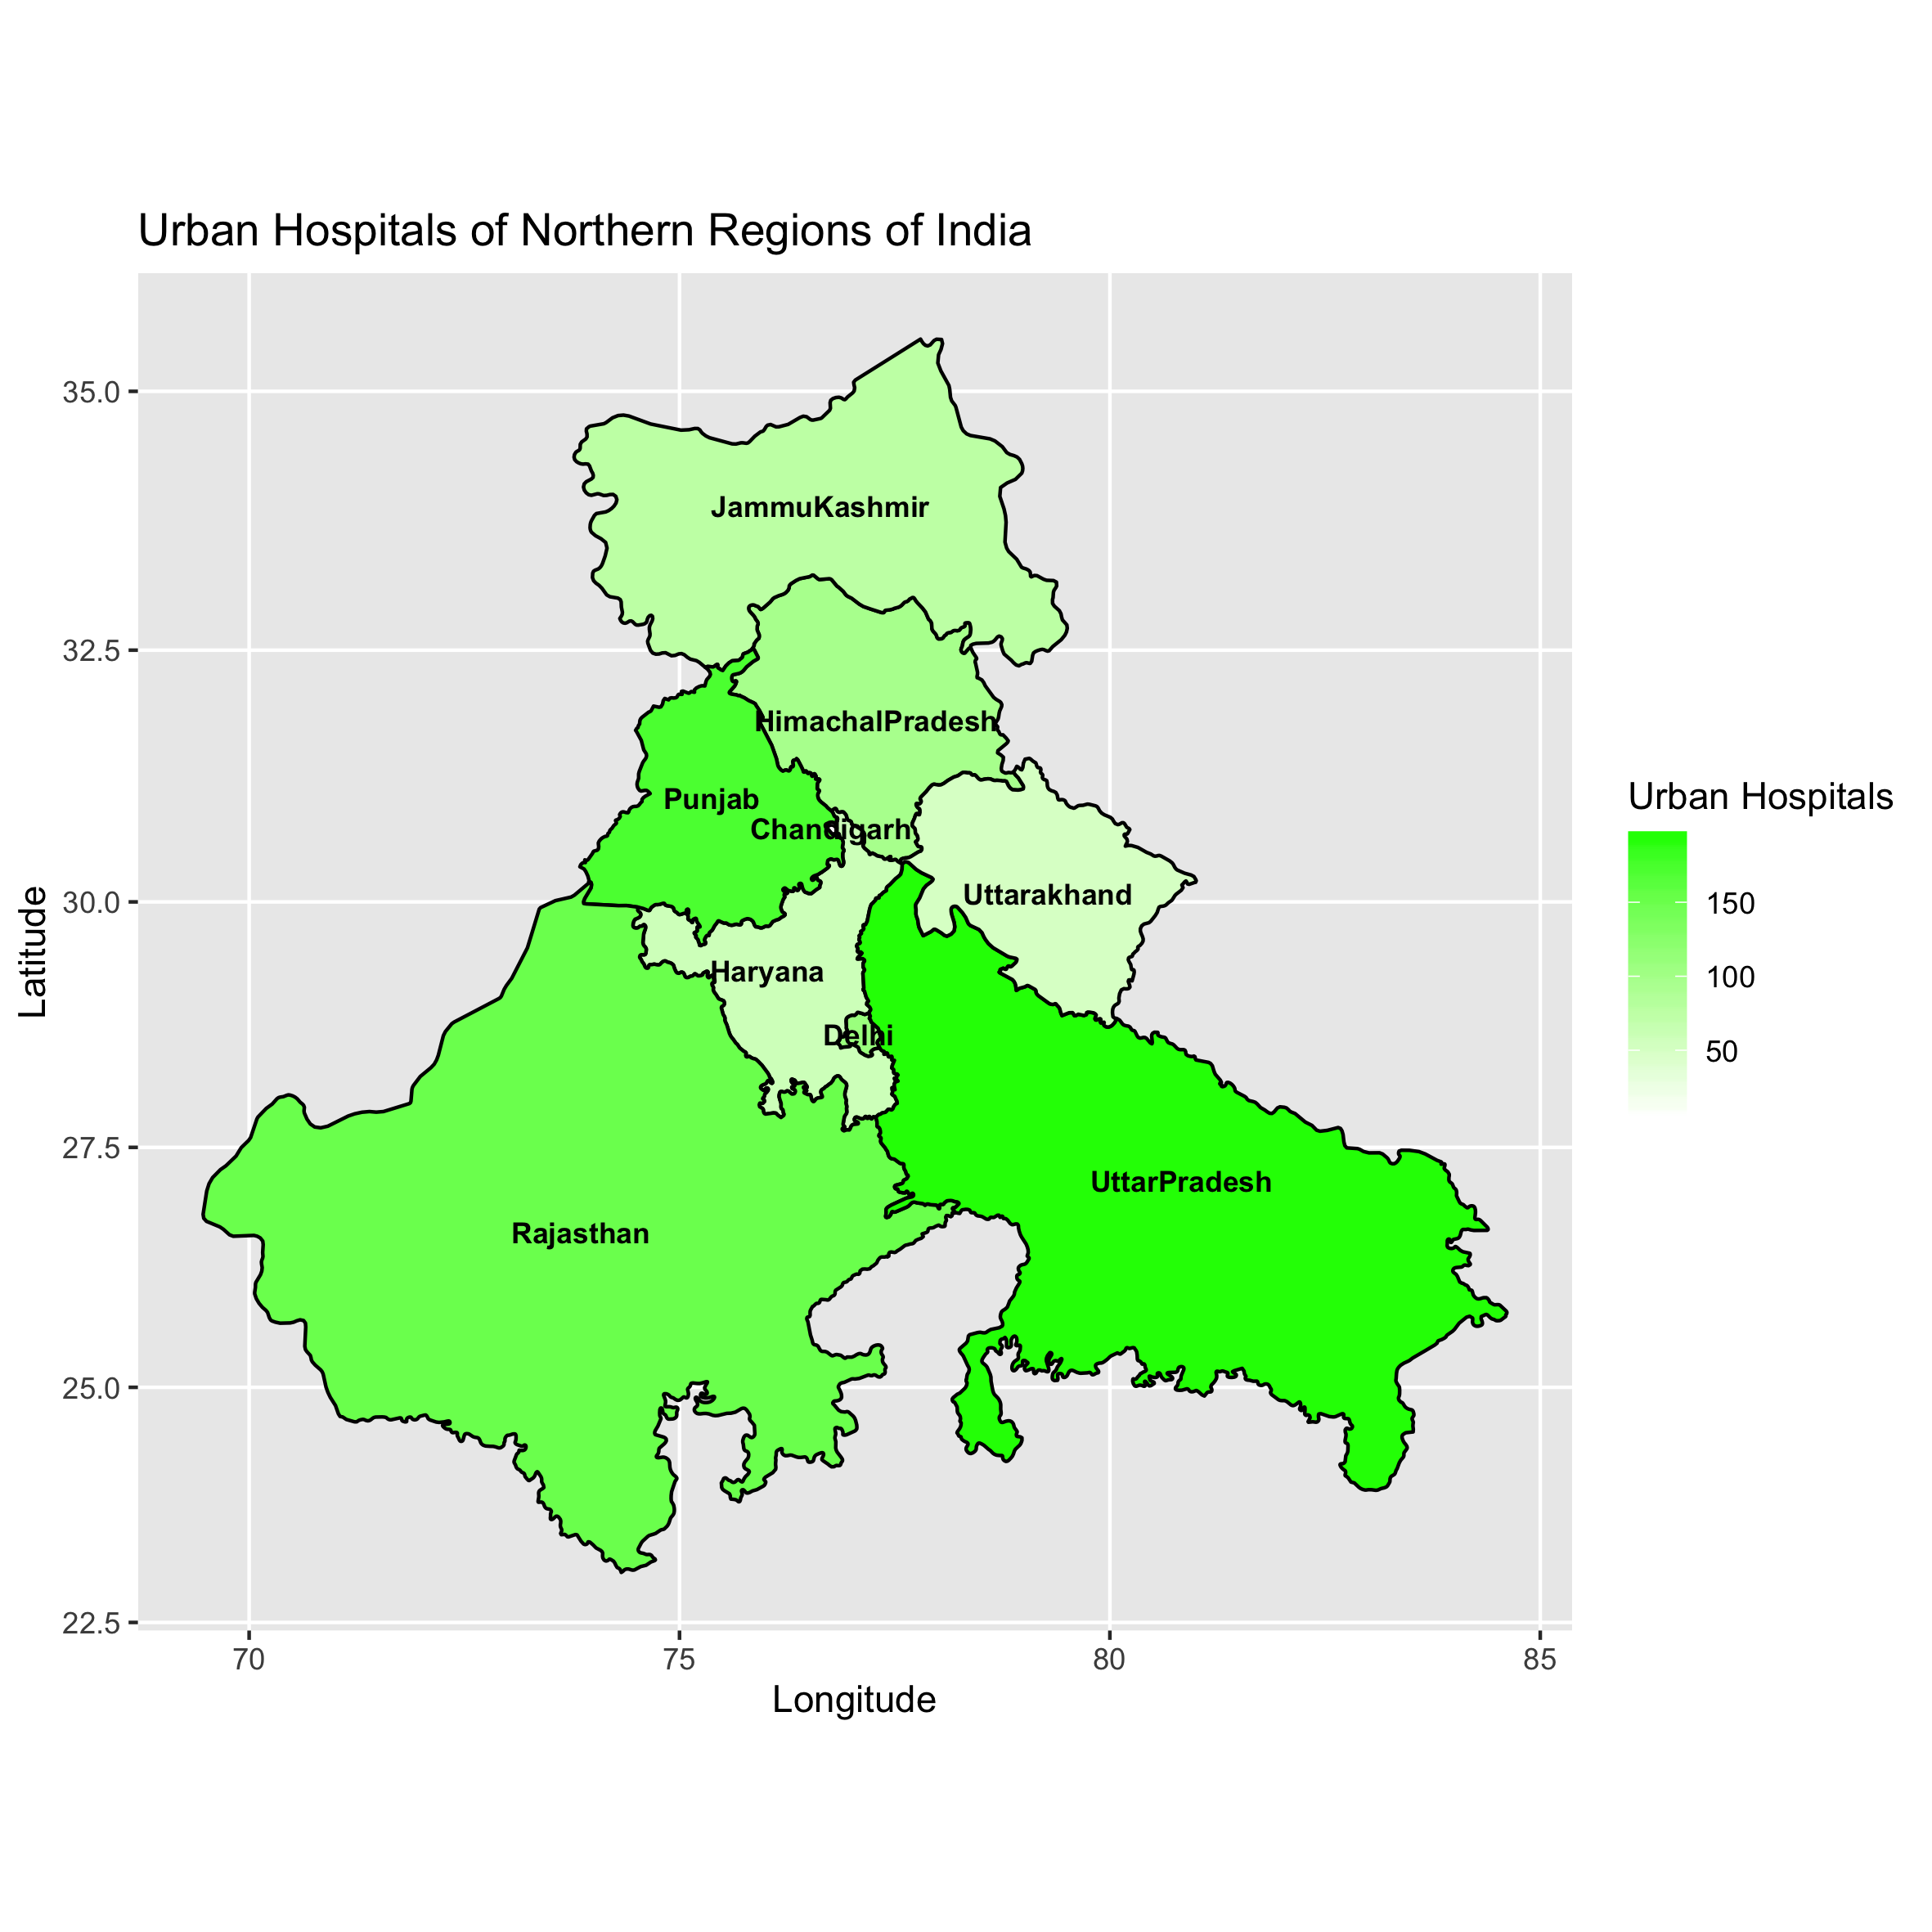 Urban Hospitals of Northern Regions of India
35.0
32.5
30.0
27.5
25.0
22.5
Latitude
JammuKashmir
HimachalPradesh
Punjab
Chandigarh
Uttarakhand
Haryana
Delhi
UttarPradesh
Rajasthan
70
75
80
85
Longitude
Urban Hospitals
150
100
50